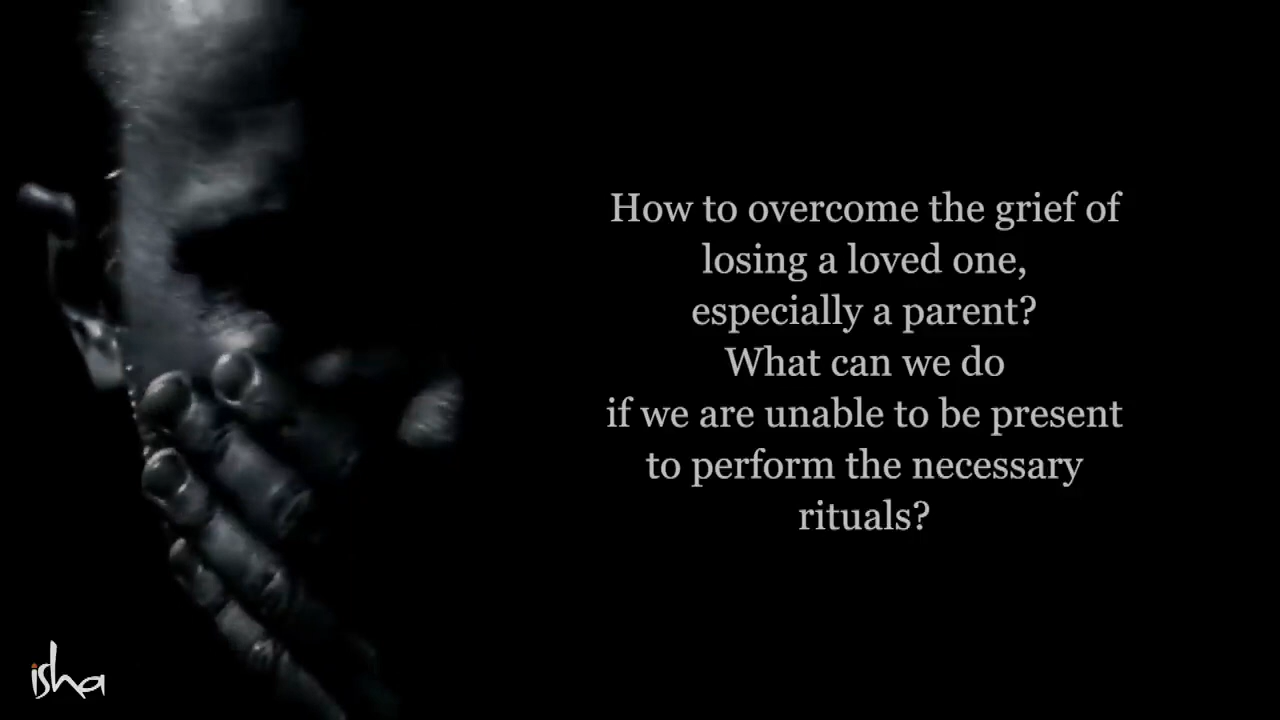 How to overcome the grief of
losing a loved one,
especially a parent?
What can we do
if we are unable to be present
to perform the necessary
rituals?
isha